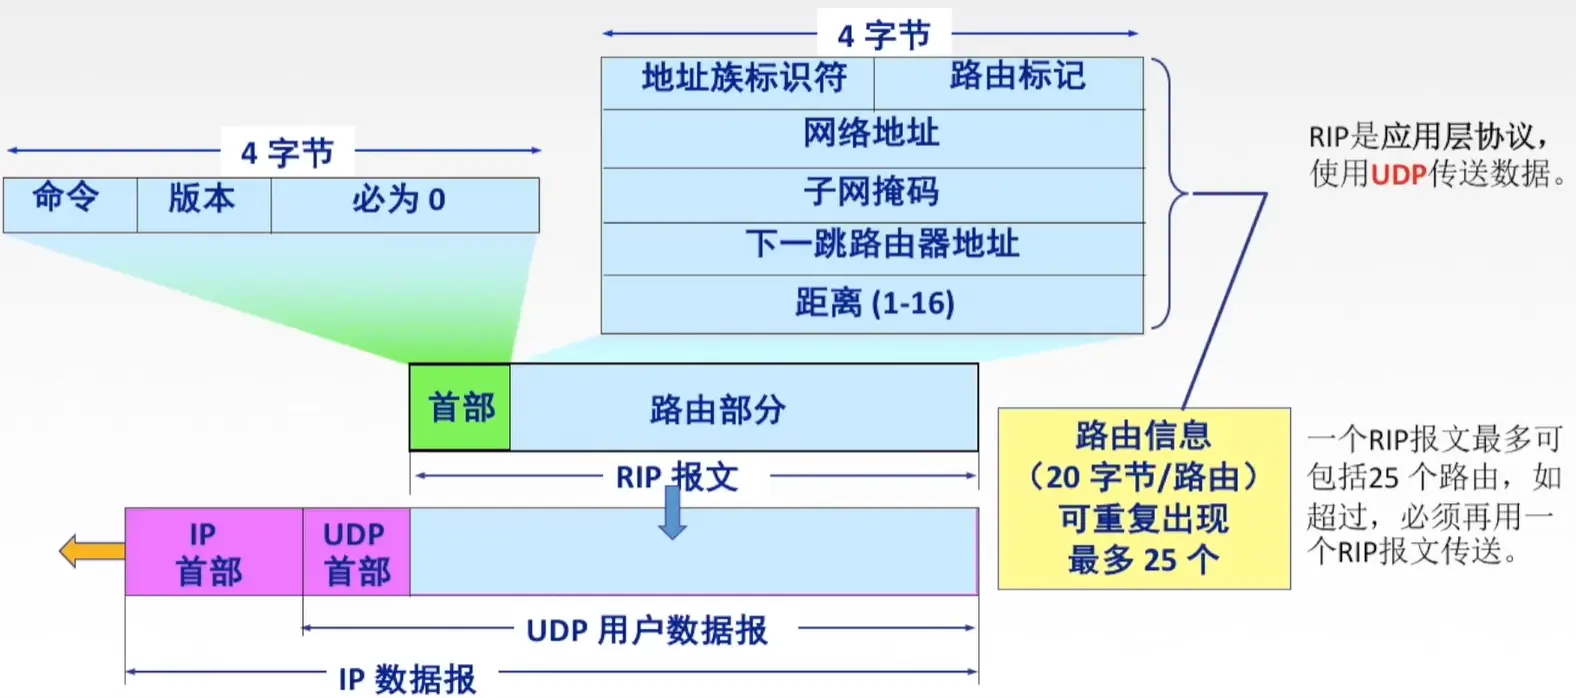 4 字节
地址族标识符 路由标记
网络地址
子网掩码
下一跳路由器地址
距离 (1-16)
RIP是应用层协议，
使用UDP传送数据。
4 字节
命令 版本 必为 0
首部 路由部分
RIP 报文
路由信息
（20 字节/路由）
可重复出现
最多 25 个
一个RIP报文最多可
包括25 个路由，如
超过，必须再用一
个RIP报文传送。
IP
首部
UDP
首部
UDP 用户数据报
IP 数据报